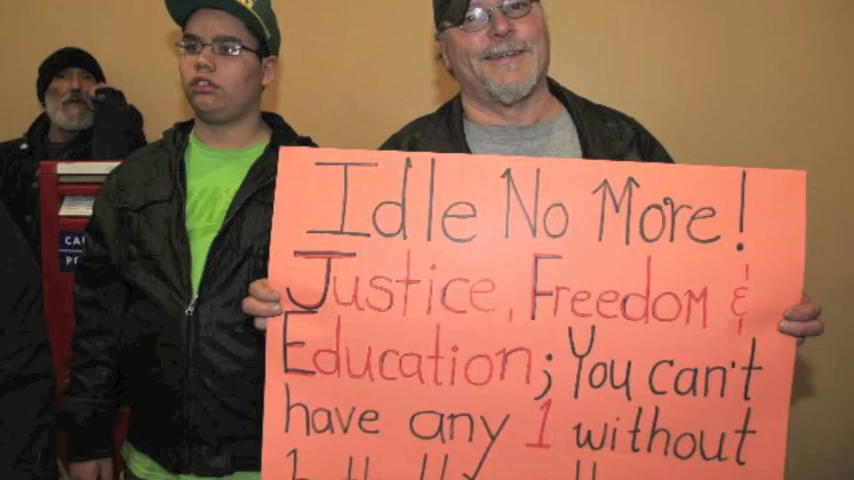 Idle No More!
Justice, Freedom &
Education; You can't
have any 1 without